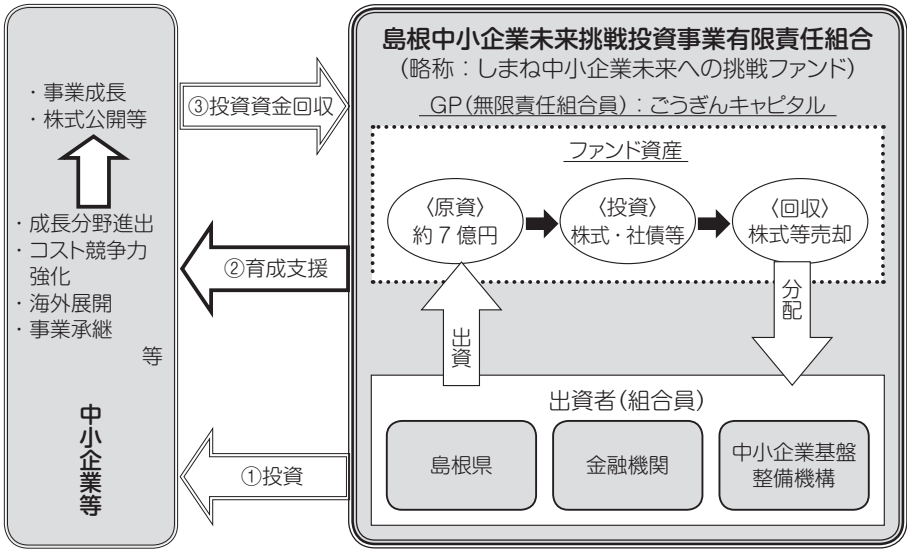 ・事業成長
・株式公開等
・成長分野進出
・コスト競争力
強化
・海外展開
・事業承継
等
中小企業等
③投資資金回収
②育成支援
①投資
島根中小企業未来挑戦投資事業有限責任組合
（略称：しまね中小企業未来への挑戦ファンド）
GP（無限責任組合員）：ごうぎんキャピタル
ファンド資産
〈原資〉
約７億円
〈投資〉
株式・社債等
〈回収〉
株式等売却
出資
分配
出資者（組合員）
島根県
金融機関
中小企業基盤
整備機構